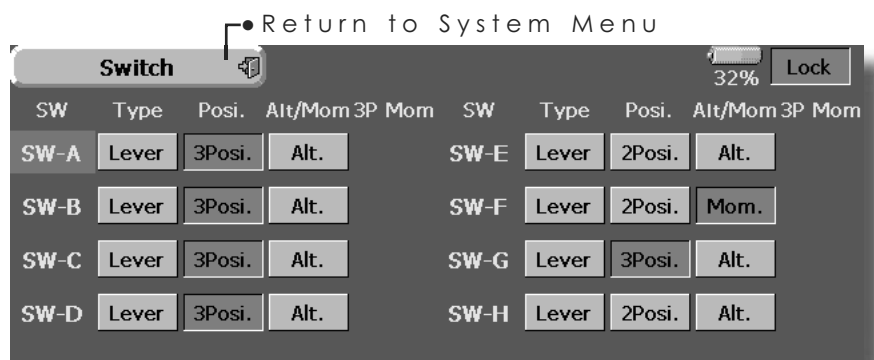 Return to System Menu
Switch 32% Lock
SW Type Posi. Alt/Mom 3P Mom SW Type Posi. Alt/Mom 3P Mom
SW-A Lever 3Posi. Alt. SW-E Lever 2Posi. Alt.
SW-B Lever 3Posi. Alt. SW-F Lever 2Posi. Mom.
SW-C Lever 3Posi. Alt. SW-G Lever 3Posi. Alt.
SW-D Lever 3Posi. Alt. SW-H Lever 2Posi. Alt.